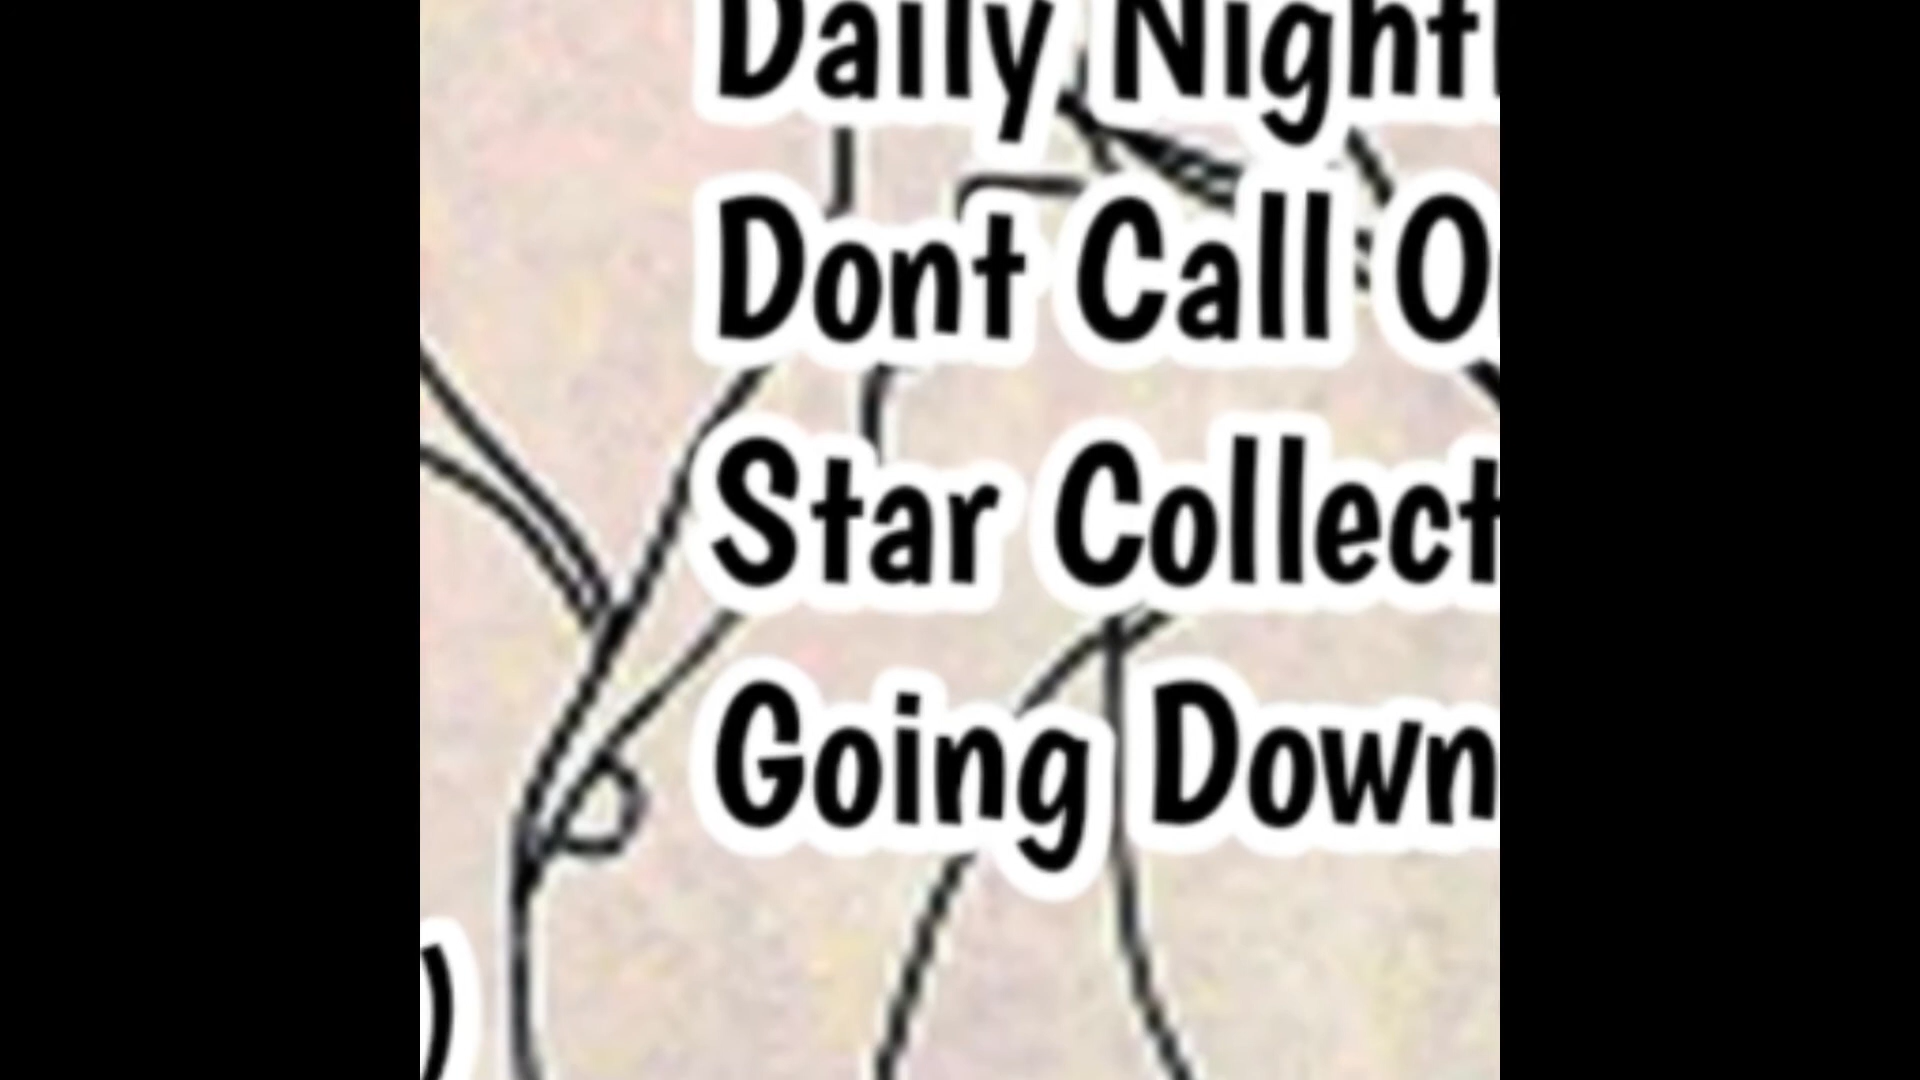 Daily Night
Dont Call O
Star Collect
Going Down
)